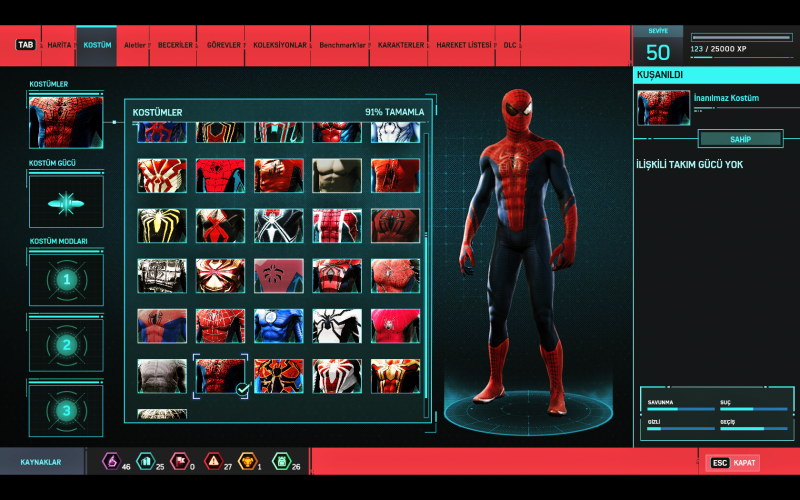 TAB HARİTA KOSTÜM Aletler BECERİLER GÖREVLER KOLEKSİYONLAR Benchmarklar KARAKTERLER HAREKET LİSTESİ DLC
SEVİYE
50
123 / 25000 XP
KUŞANILDI
İnanılmaz Kostüm
SAHİP
İLİŞKİLİ TAKIM GÜCÜ YOK
KOSTÜMLER
KOSTÜM GÜCÜ
KOSTÜM MODLARI
1
2
3
KOSTÜMLER 91% TAMAMLA
SAVUNMA SUÇ
GİZLİ GEÇİŞ
KAYNAKLAR 46 25 0 27 1 26
ESC KAPAT